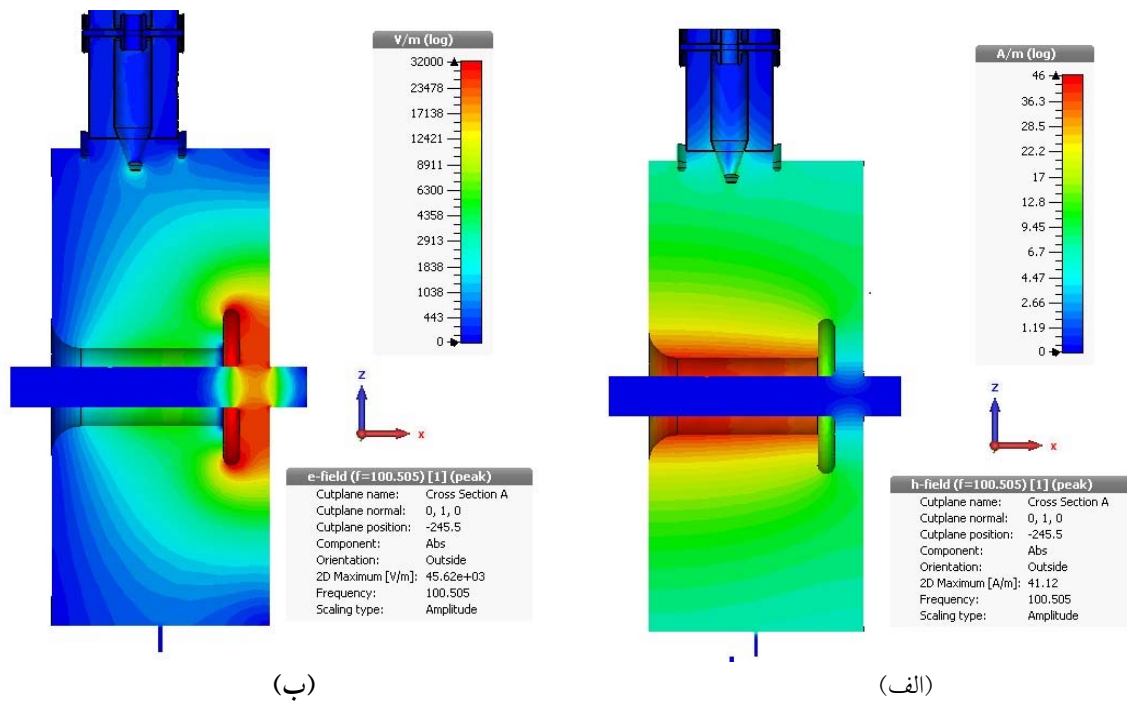 V/m (log)
32000
23478
17138
12421
8911
6300
4358
2913
1838
1038
443
0
z
x
e-field (f=100.505) [1] (peak)
Cutplane name: Cross Section A
Cutplane normal: 0, 1, 0
Cutplane position: -245.5
Component: Abs
Orientation: Outside
2D Maximum [V/m]: 45.62e+03
Frequency: 100.505
Scaling type: Amplitude
(ب)
A/m (log)
46
36.3
28.5
22.2
17
12.8
9.45
6.7
4.47
2.66
1.19
0
z
x
h-field (f=100.505) [1] (peak)
Cutplane name: Cross Section A
Cutplane normal: 0, 1, 0
Cutplane position: -245.5
Component: Abs
Orientation: Outside
2D Maximum [A/m]: 41.12
Frequency: 100.505
Scaling type: Amplitude
(الف)